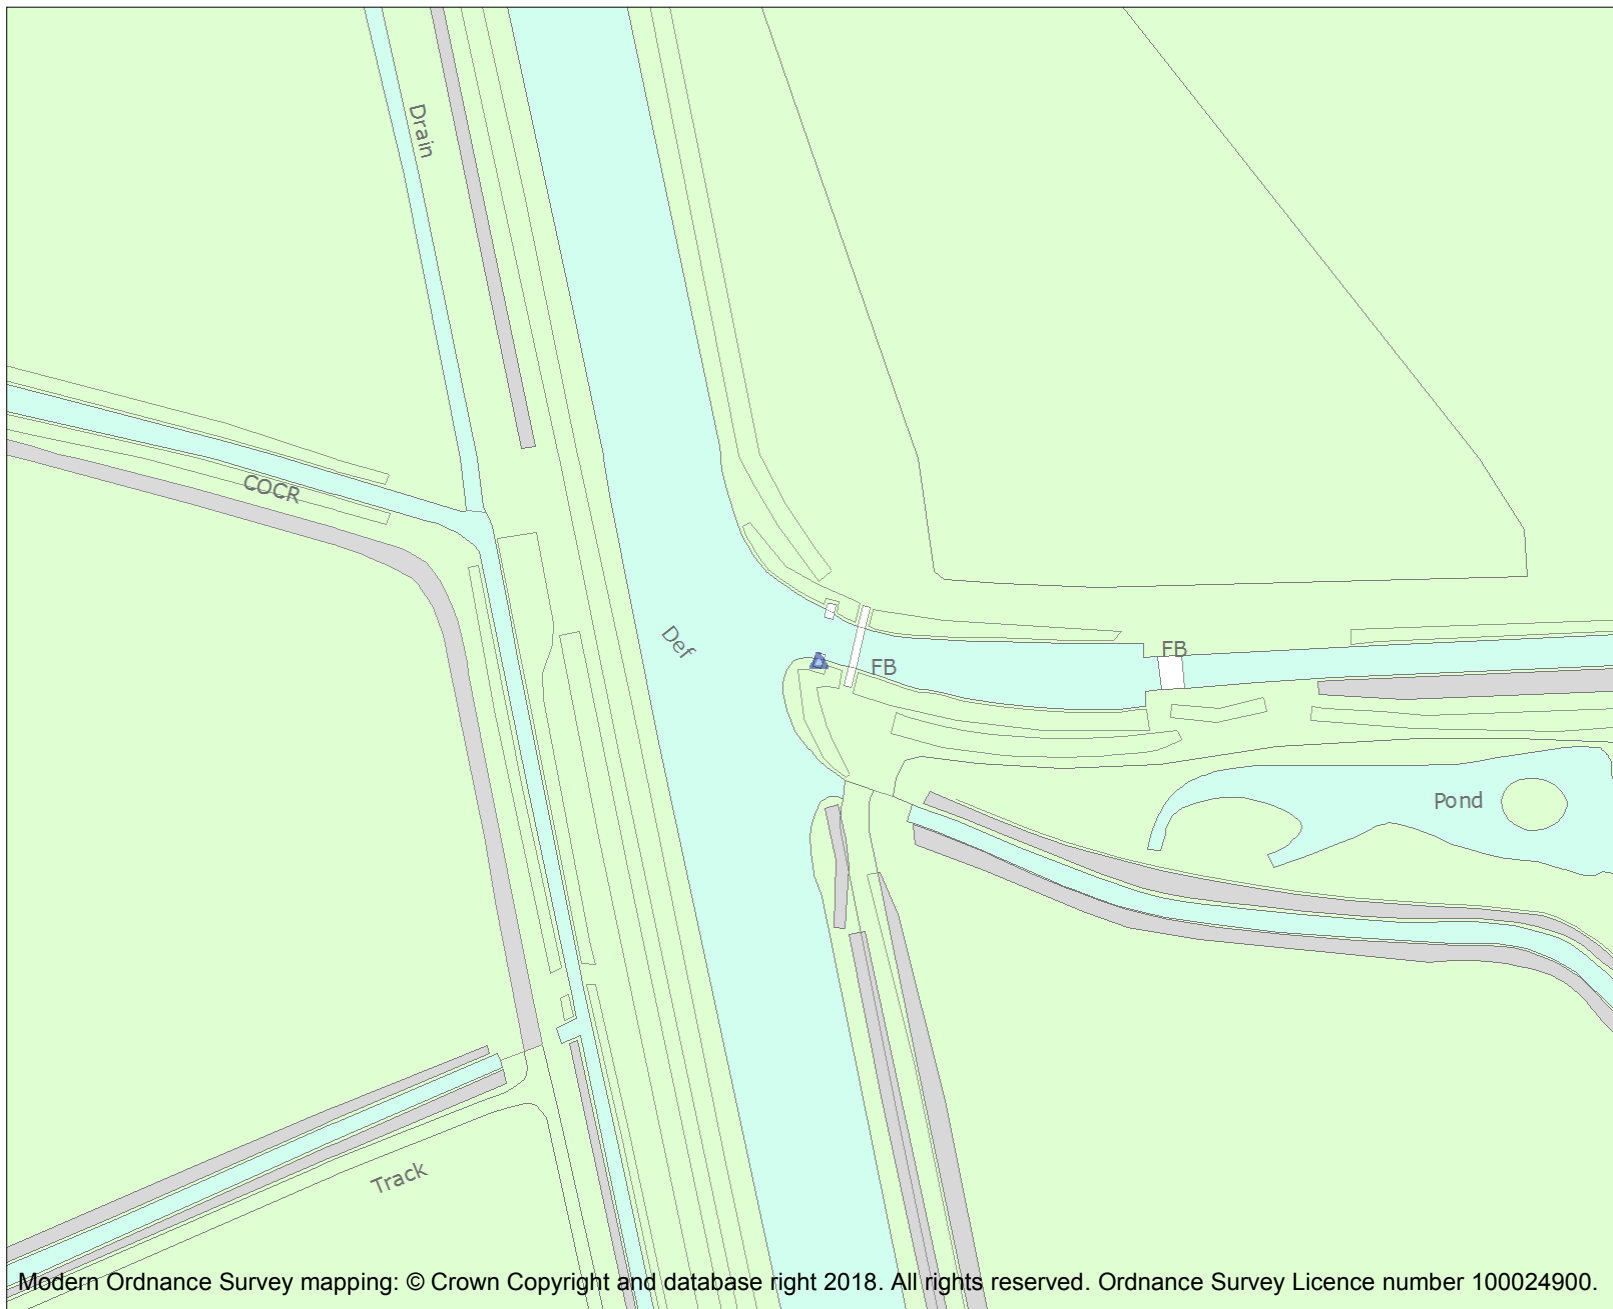 Drain
COCR
Def
FB
FB
Pond
Track
Modern Ordnance Survey mapping: © Crown Copyright and database right 2018. All rights reserved. Ordnance Survey Licence number 100024900.